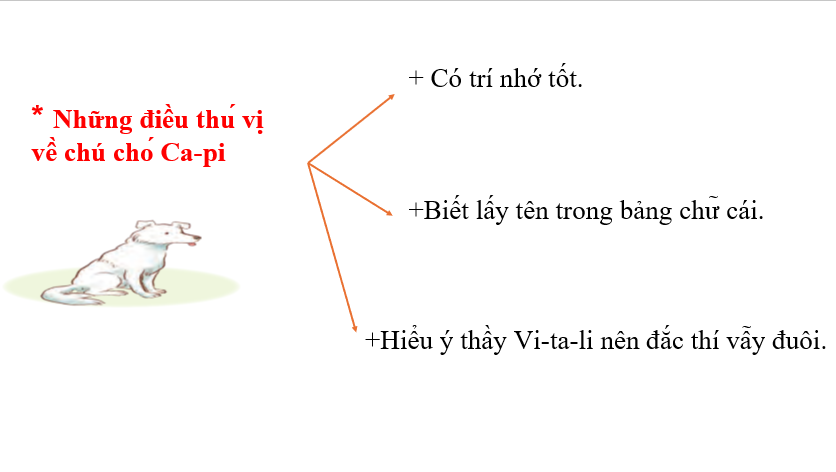 * Những điều thú vị
về chú chó Ca-pi
+ Có trí nhớ tốt.
+Biết lấy tên trong bảng chữ cái.
+Hiểu ý thầy Vi-ta-li nên đắc thí vẫy đuôi.